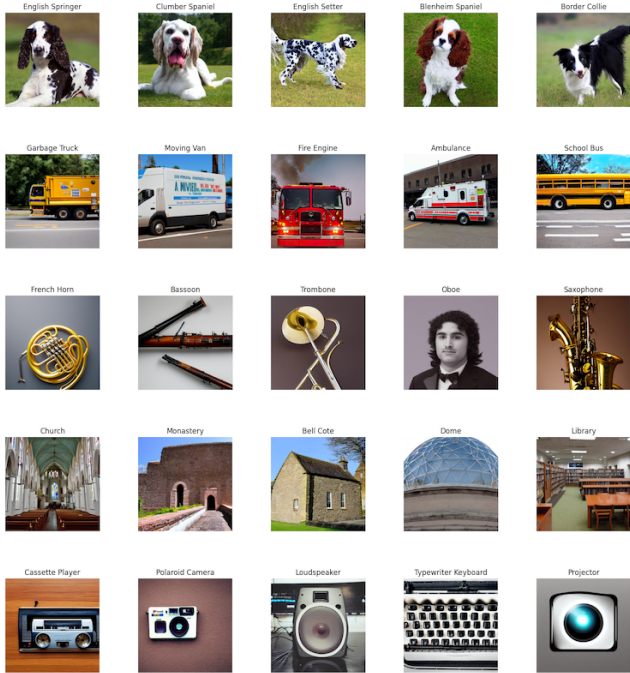 English Springer
Clumber Spaniel
English Setter
Blenheim Spaniel
Border Collie
Garbage Truck
Moving Van
Fire Engine
Ambulance
School Bus
French Horn
Bassoon
Trombone
Oboe
Saxophone
Church
Monastery
Bell Cote
Dome
Library
Cassette Player
Polaroid Camera
Loudspeaker
Typewriter Keyboard
Projector